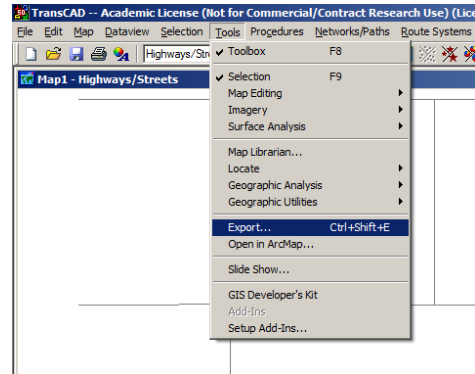 TransCAD -- Academic License (Not for Commercial/Contract Research Use) (Lice
File Edit Map Dataview Selection Tools Procedures Networks/Paths Route Systems
Highways/Str
Map1 - Highways/Streets
Toolbox F8
Selection F9
Map Editing
Imagery
Surface Analysis
Map Librarian...
Locate
Geographic Analysis
Geographic Utilities
Export... Ctrl+Shift+E
Open in ArcMap...
Slide Show...
GIS Developer's Kit
Add-Ins
Setup Add-Ins...